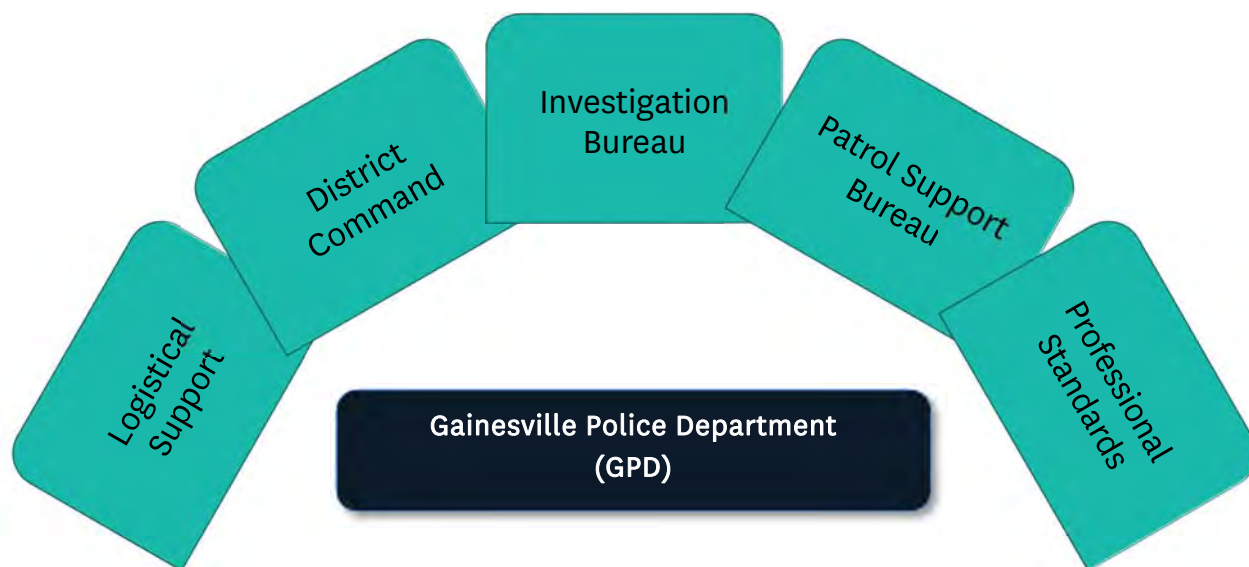 Logistical
Support
District
Command
Investigation
Bureau
Patrol Support
Bureau
Professional
Standards
Gainesville Police Department
(GPD)